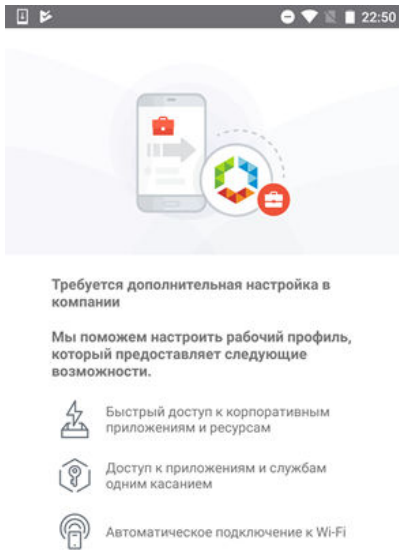 22:50
Требуется дополнительная настройка в
компании
Мы поможем настроить рабочий профиль,
который предоставляет следующие
возможности.
Быстрый доступ к корпоративным
приложениям и ресурсам
Доступ к приложениям и службам
одним касанием
Автоматическое подключение к Wi-Fi